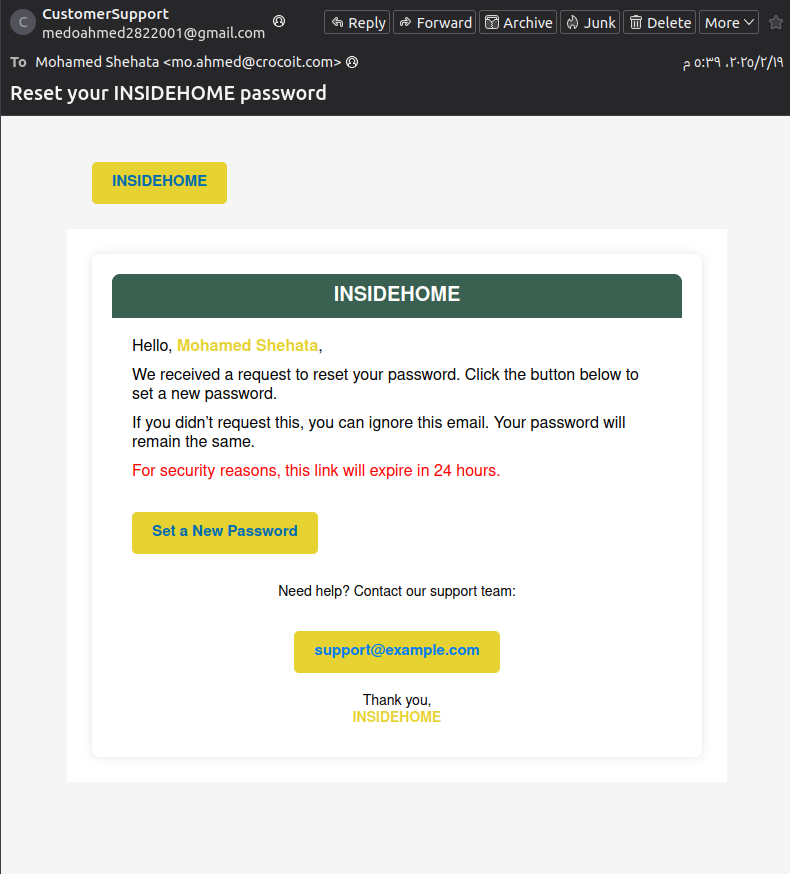 C
CustomerSupport
medoahmed2822001@gmail.com
Reply
Forward
Archive
Junk
Delete
More
To Mohamed Shehata <mo.ahmed@crocoit.com>
٢٠٢٥/٢/١٩، ٥:٣٩ م
Reset your INSIDEHOME password
INSIDEHOME
INSIDEHOME
Hello, Mohamed Shehata,
We received a request to reset your password. Click the button below to
set a new password.
If you didn’t request this, you can ignore this email. Your password will
remain the same.
For security reasons, this link will expire in 24 hours.
Set a New Password
Need help? Contact our support team:
support@example.com
Thank you,
INSIDEHOME